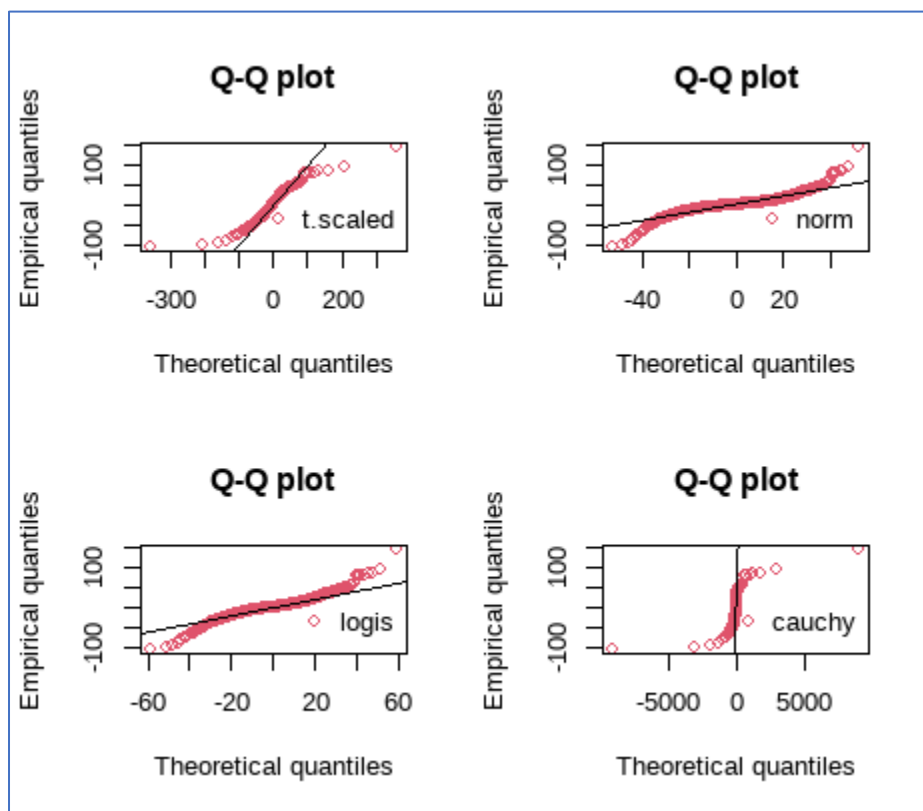 Q-Q plot
Empirical quantiles
100
-100
t.scaled
-300
0
200
Theoretical quantiles
Q-Q plot
Empirical quantiles
100
-100
norm
-40
0
20
Theoretical quantiles
Q-Q plot
Empirical quantiles
100
-100
logis
-60
-20
20
60
Theoretical quantiles
Q-Q plot
Empirical quantiles
100
-100
cauchy
-5000
0
5000
Theoretical quantiles